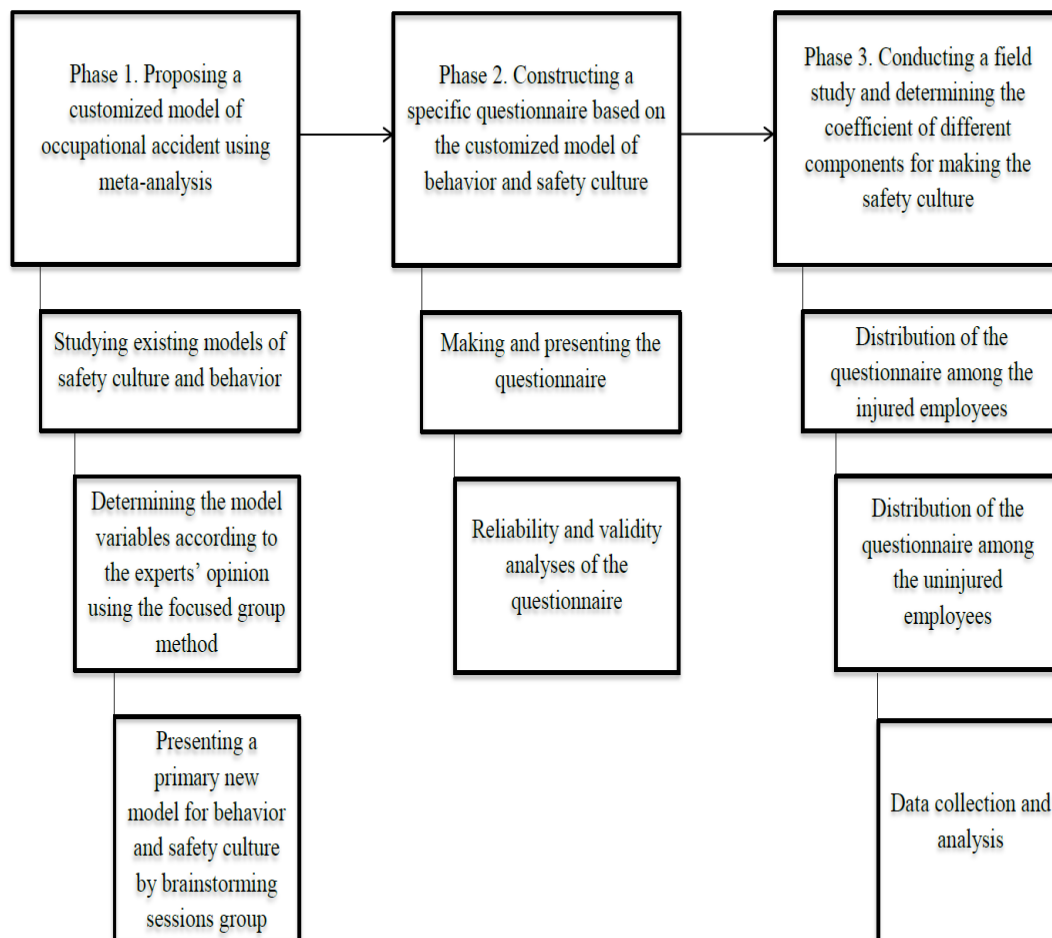 Phase 1. Proposing a
customized model of
occupational accident using
meta-analysis
Studying existing models of
safety culture and behavior
Determining the model
variables according to
the experts’ opinion
using the focused group
method
Presenting a
primary new
model for behavior
and safety culture
by brainstorming
sessions group
Phase 2. Constructing a
specific questionnaire based on
the customized model of
behavior and safety culture
Making and presenting the
questionnaire
Reliability and validity
analyses of the
questionnaire
Phase 3. Conducting a field
study and determining the
coefficient of different
components for making the
safety culture
Distribution of the
questionnaire among the
injured employees
Distribution of the
questionnaire among
the uninjured
employees
Data collection and
analysis